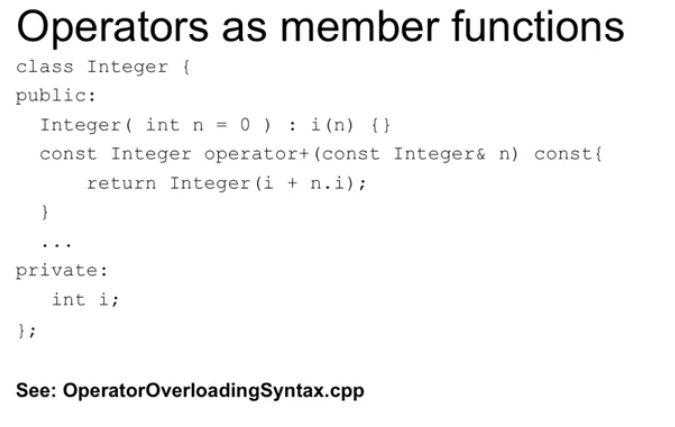 Operators as member functions
class Integer {
public:
  Integer( int n = 0 ) : i(n) {}
  const Integer operator+(const Integer& n) const{
      return Integer(i + n.i);
  }
  ...
private:
   int i;
};
See: OperatorOverloadingSyntax.cpp